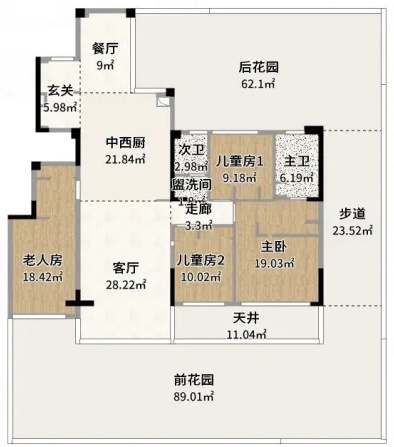 餐厅
9㎡
后花园
62.1㎡
玄关
5.98㎡
中西厨
21.84㎡
次卫
2.98㎡
儿童房1
9.18㎡
主卫
6.19㎡
盥洗间
走廊
3.3㎡
步道
23.52㎡
老人房
18.42㎡
客厅
28.22㎡
儿童房2
10.02㎡
主卧
19.03㎡
天井
11.04㎡
前花园
89.01㎡